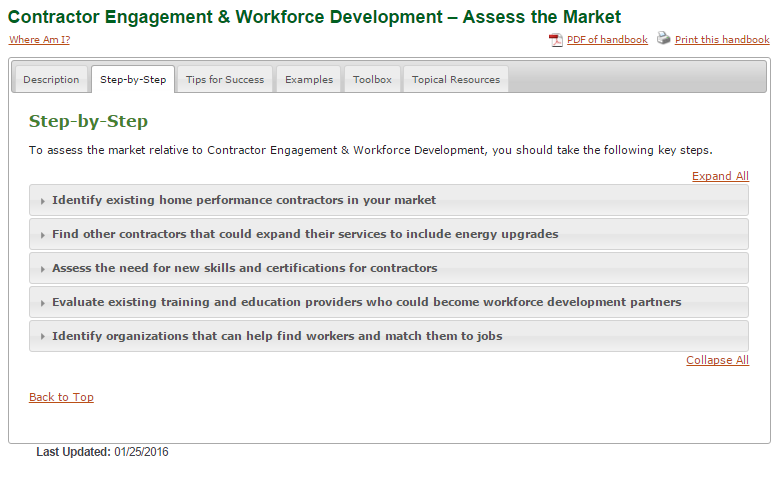 Contractor Engagement & Workforce Development – Assess the Market
Where Am I?
PDF of handbook
Print this handbook
Description
Step-by-Step
Tips for Success
Examples
Toolbox
Topical Resources
Step-by-Step
To assess the market relative to Contractor Engagement & Workforce Development, you should take the following key steps.
Expand All
Identify existing home performance contractors in your market
Find other contractors that could expand their services to include energy upgrades
Assess the need for new skills and certifications for contractors
Evaluate existing training and education providers who could become workforce development partners
Identify organizations that can help find workers and match them to jobs
Collapse All
Back to Top
Last Updated: 01/25/2016